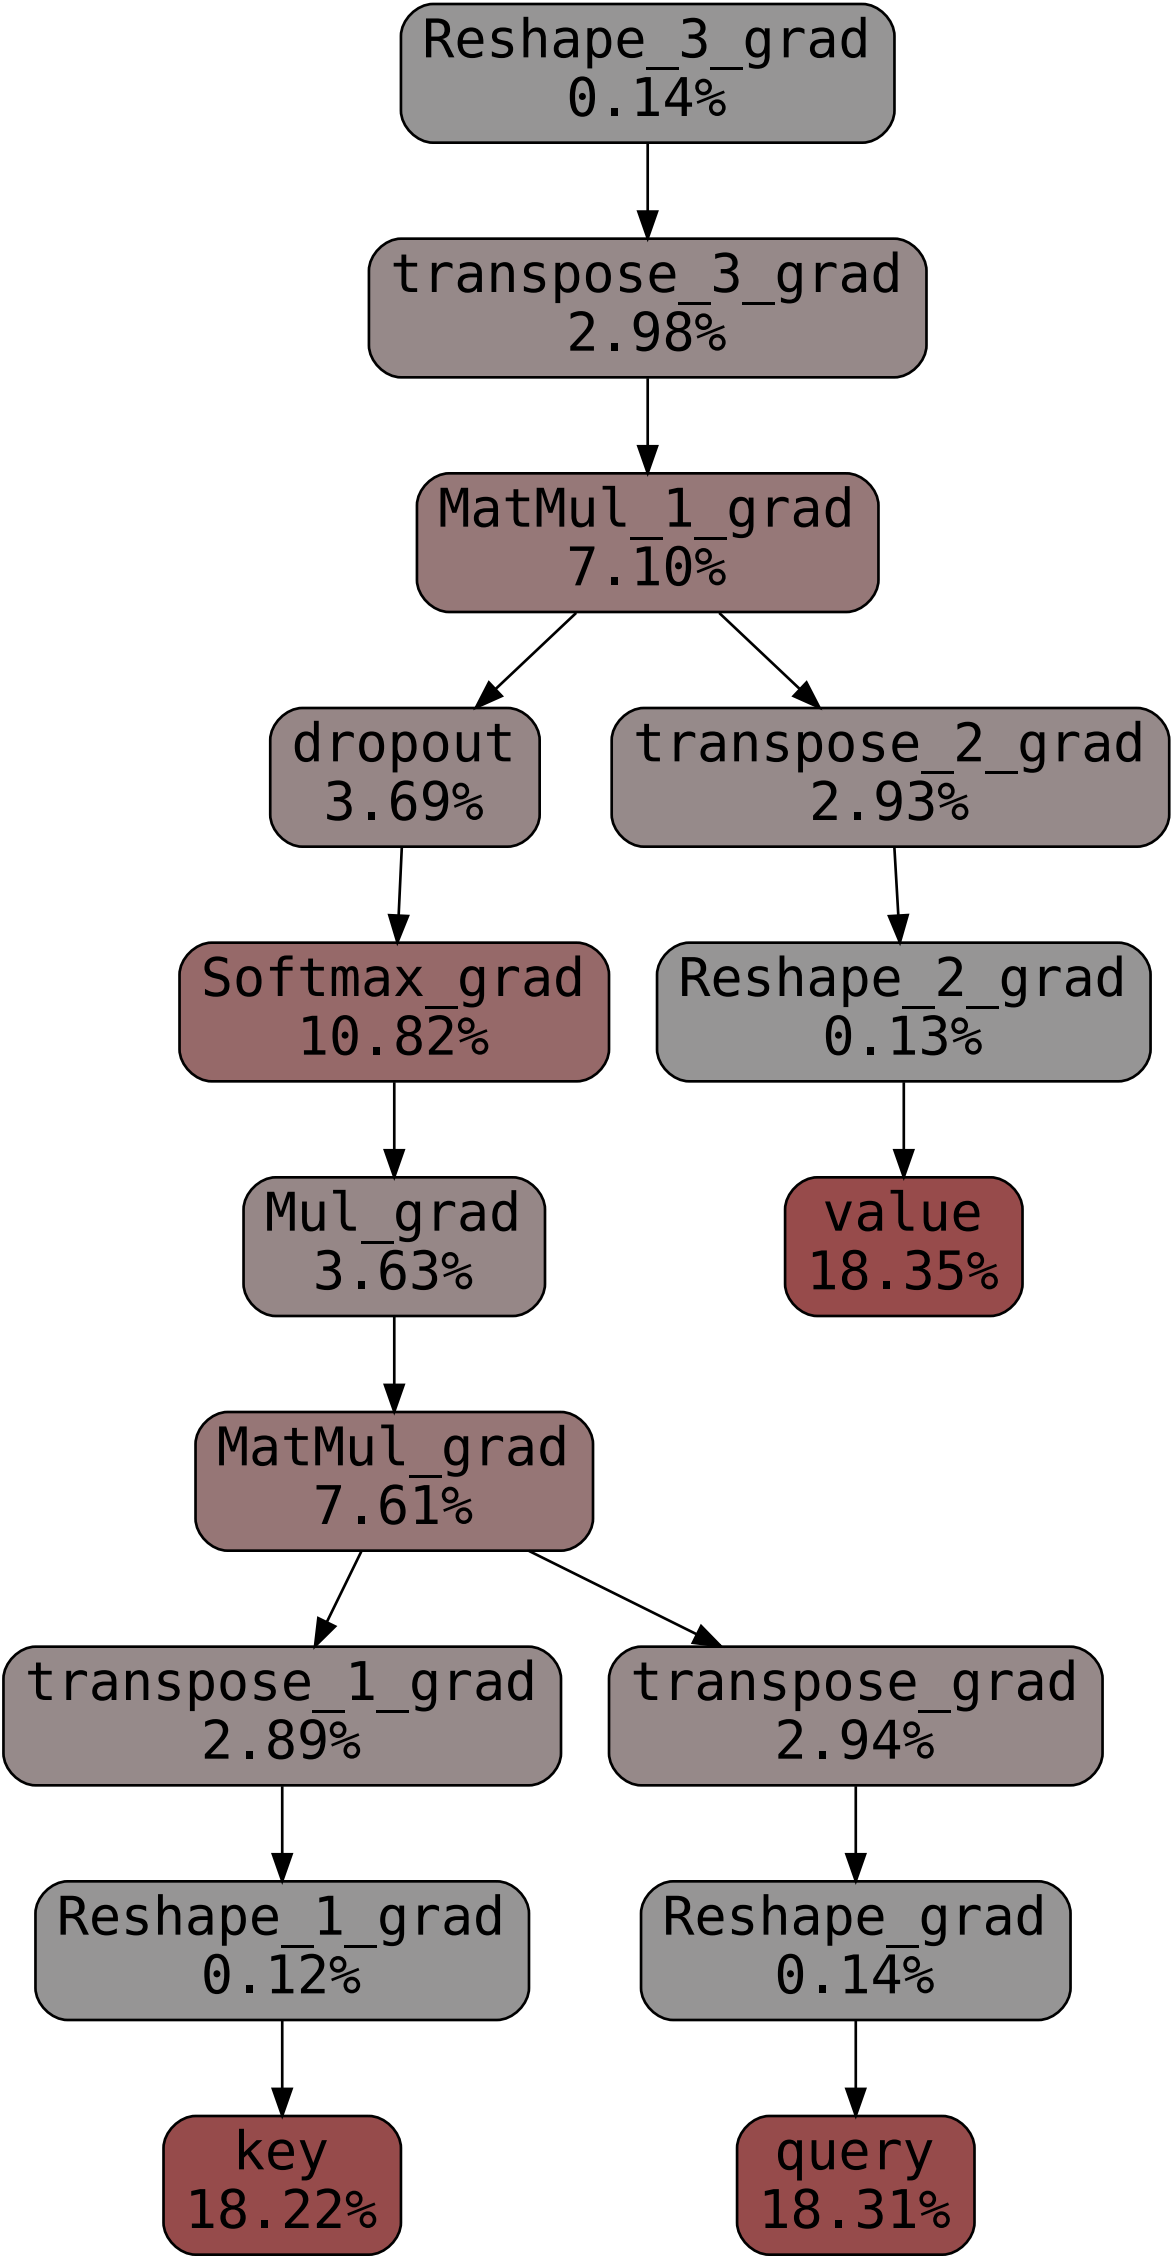 Reshape_3_grad
0.14%
transpose_3_grad
2.98%
MatMul_1_grad
7.10%
dropout
3.69%
transpose_2_grad
2.93%
Softmax_grad
10.82%
Reshape_2_grad
0.13%
Mul_grad
3.63%
value
18.35%
MatMul_grad
7.61%
transpose_1_grad
2.89%
transpose_grad
2.94%
Reshape_1_grad
0.12%
Reshape_grad
0.14%
key
18.22%
query
18.31%